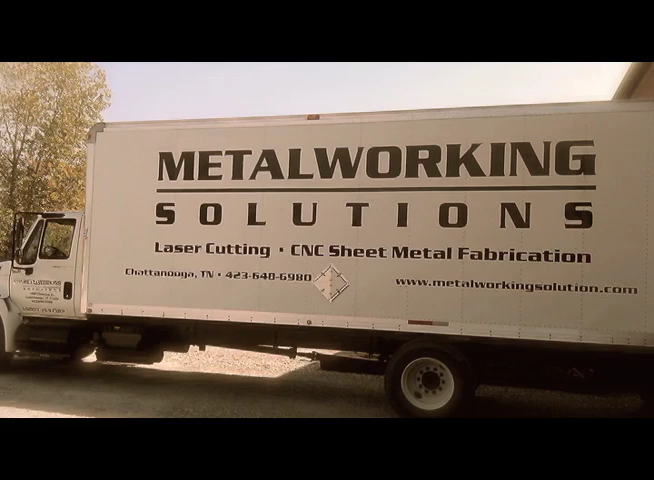 METALWORKING
SOLUTIONS
Laser Cutting • CNC Sheet Metal Fabrication
Chattanooga, TN • 423-648-6980
www.metalworkingsolution.com